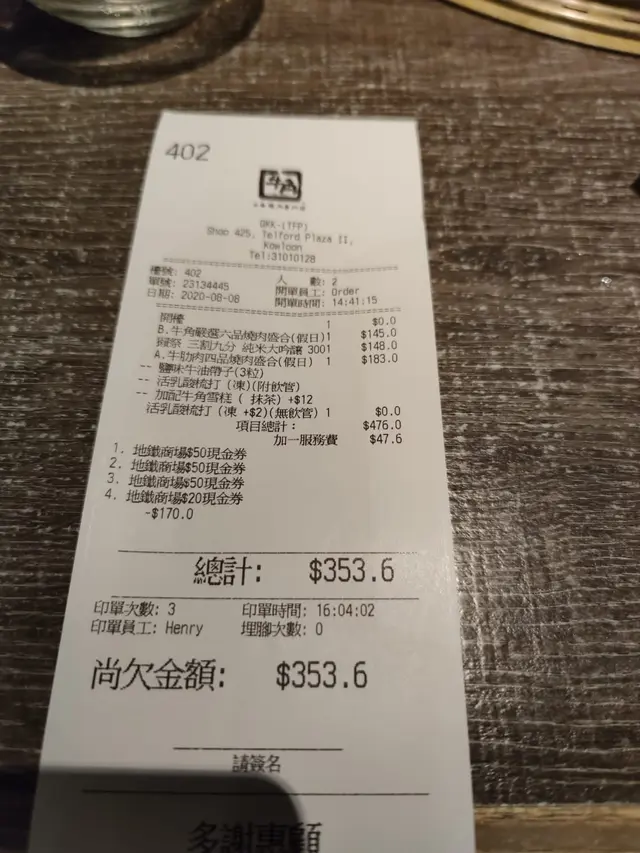 402
牛角
Shop 425, Telford Plaza II,
Kowloon
Tel:31010128
檯號: 402 人 數: 2
單號: 23134445 開單員工: Order
日期: 2020-08-08 開單時間: 14:41:15
開檯 1 $0.0
B.牛角嚴選六品燒肉盛合(假日)1 $145.0
獺祭 三割九分 純米大吟釀 3001 $148.0
A.牛肋肉四品燒肉盛合(假日) 1 $183.0
-- 鹽味牛油帶子(3粒)
-- 活乳酸梳打 (凍)(附飲管)
-- 加配牛角雪糕 ( 抹茶) +$12
活乳酸梳打 (凍 +$2)(無飲管) 1 $0.0
項目總計: $476.0
加一服務費 $47.6
1. 地鐵商場$50現金券
2. 地鐵商場$50現金券
3. 地鐵商場$50現金券
4. 地鐵商場$20現金券
-$170.0
總計: $353.6
印單次數: 3 印單時間: 16:04:02
印單員工: Henry 埋腳次數: 0
尚欠金額: $353.6
請簽名
多謝惠顧